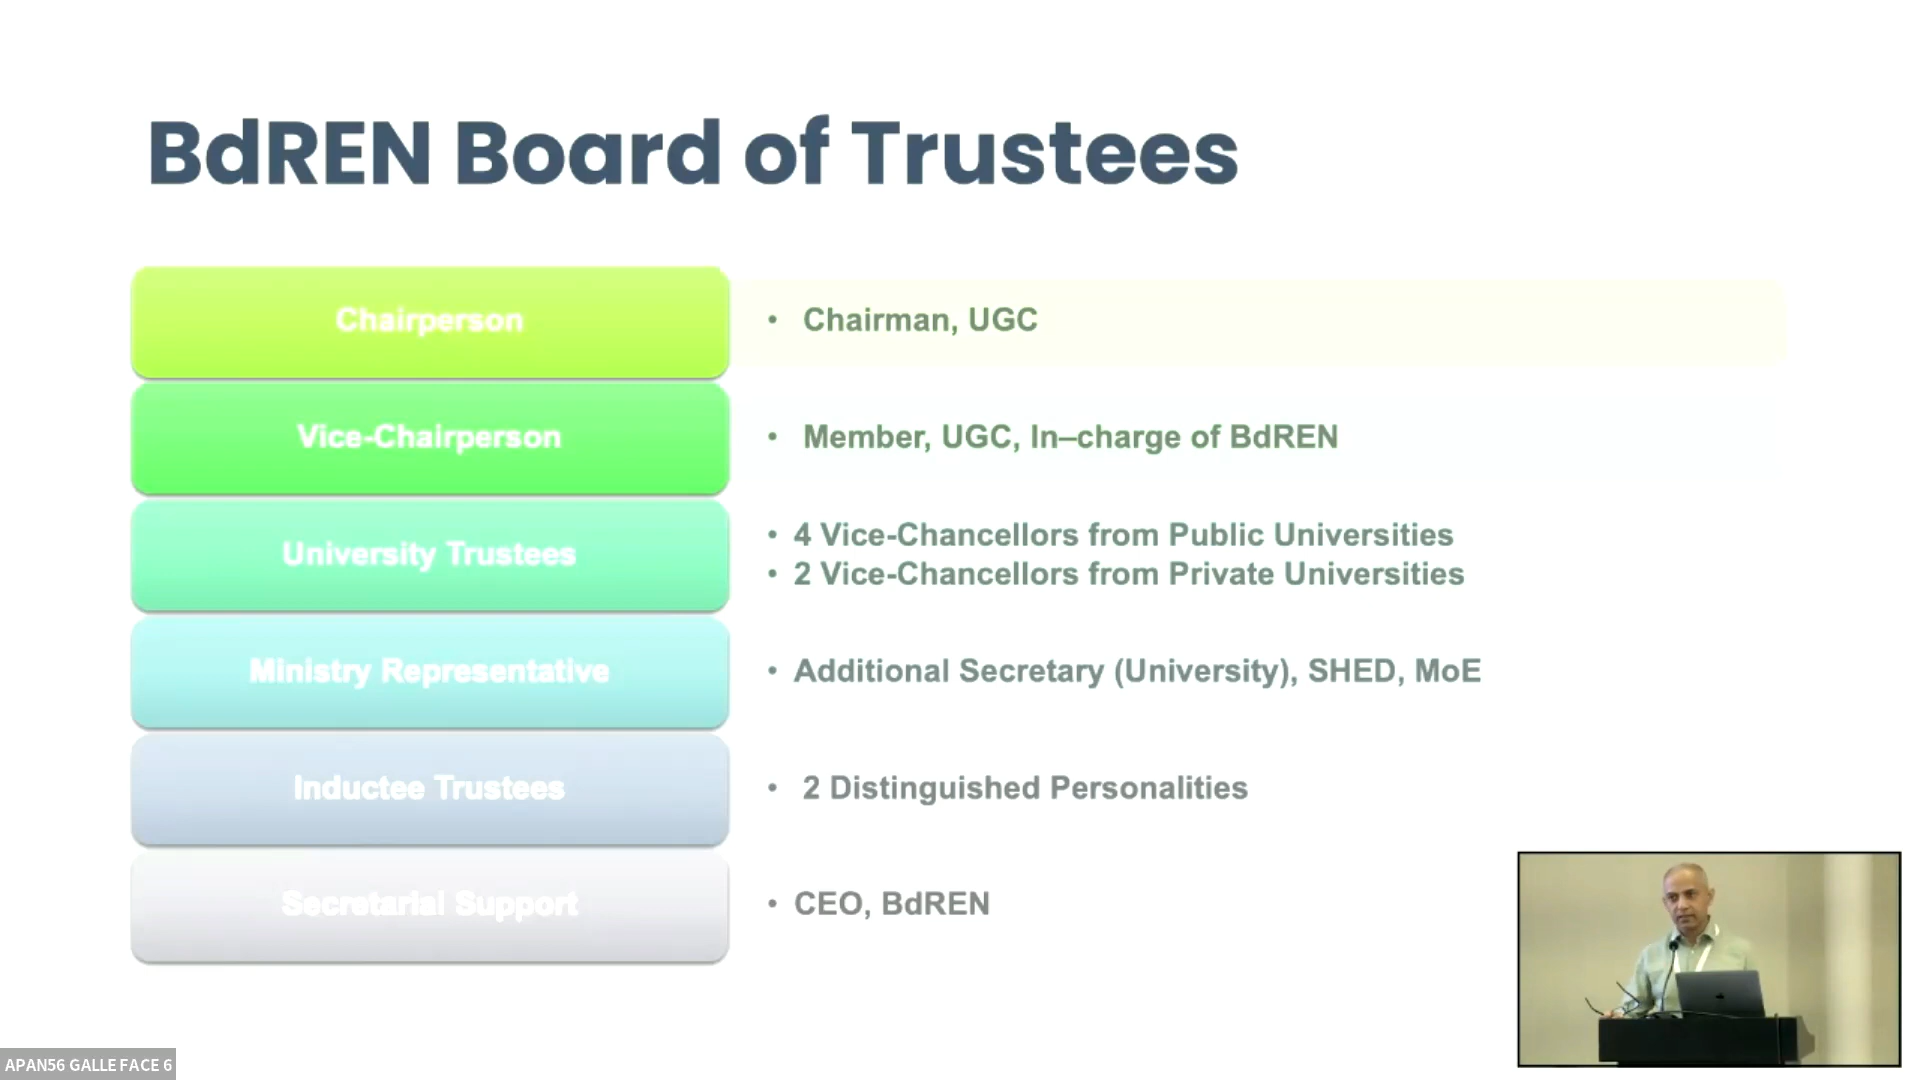 BdREN Board of Trustees
Chairperson
• Chairman, UGC
Vice-Chairperson
• Member, UGC, In–charge of BdREN
University Trustees
• 4 Vice-Chancellors from Public Universities
• 2 Vice-Chancellors from Private Universities
Ministry Representative
• Additional Secretary (University), SHED, MoE
Inductee Trustees
• 2 Distinguished Personalities
Secretarial Support
• CEO, BdREN
APAN56 GALLE FACE 6